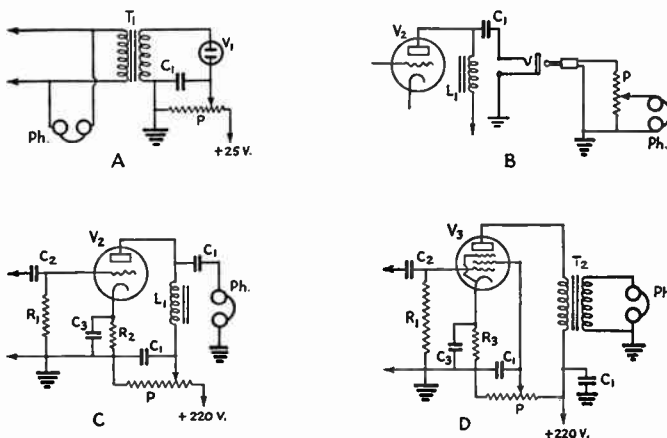 T1
V1
C1
P
Ph.
+25 V.
A
V2
C1
L1
P
Ph.
B
V2
C2
C1
Ph.
L1
R1
C3
R2
C1
P
+220 V.
C
V3
C2
T2
Ph
R1
C3
R3
C1
C1
P
+220 V.
D